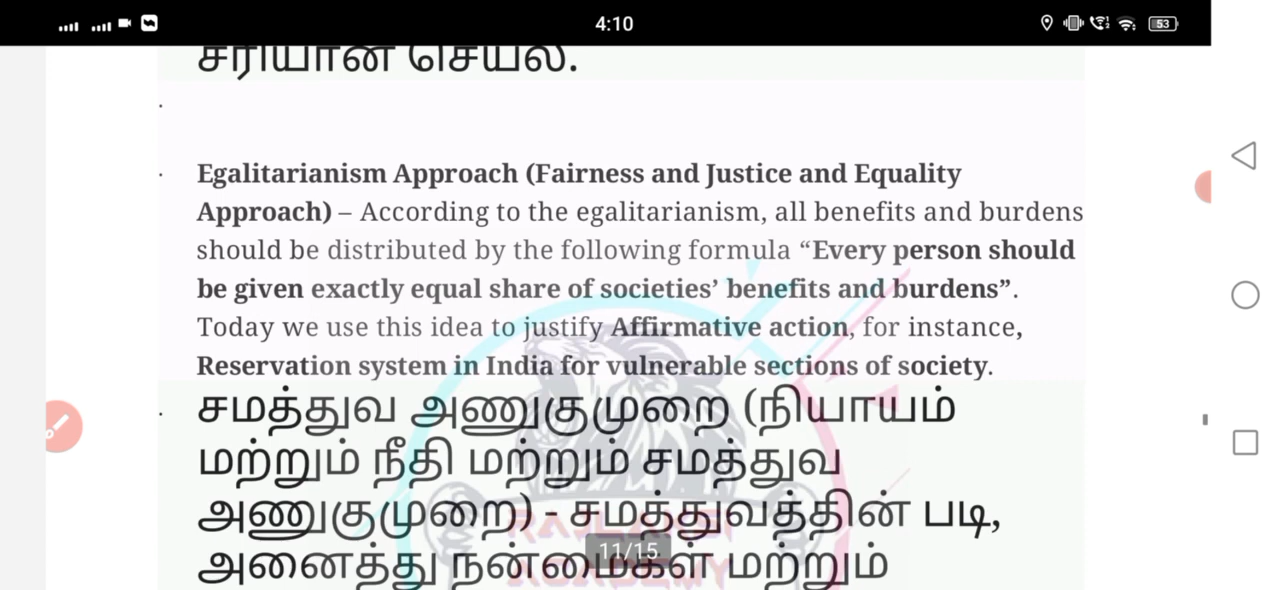 4:10
53
சரியான செயல்.
Egalitarianism Approach (Fairness and Justice and Equality
Approach) – According to the egalitarianism, all benefits and burdens
should be distributed by the following formula “Every person should
be given exactly equal share of societies’ benefits and burdens”.
Today we use this idea to justify Affirmative action, for instance,
Reservation system in India for vulnerable sections of society.
சமத்துவ அணுகுமுறை (நியாயம்
மற்றும் நீதி மற்றும் சமத்துவ
அணுகுமுறை) - சமத்துவத்தின் படி,
அனைத்து நன்மைகள் மற்றும்
11/15
ACADEMY